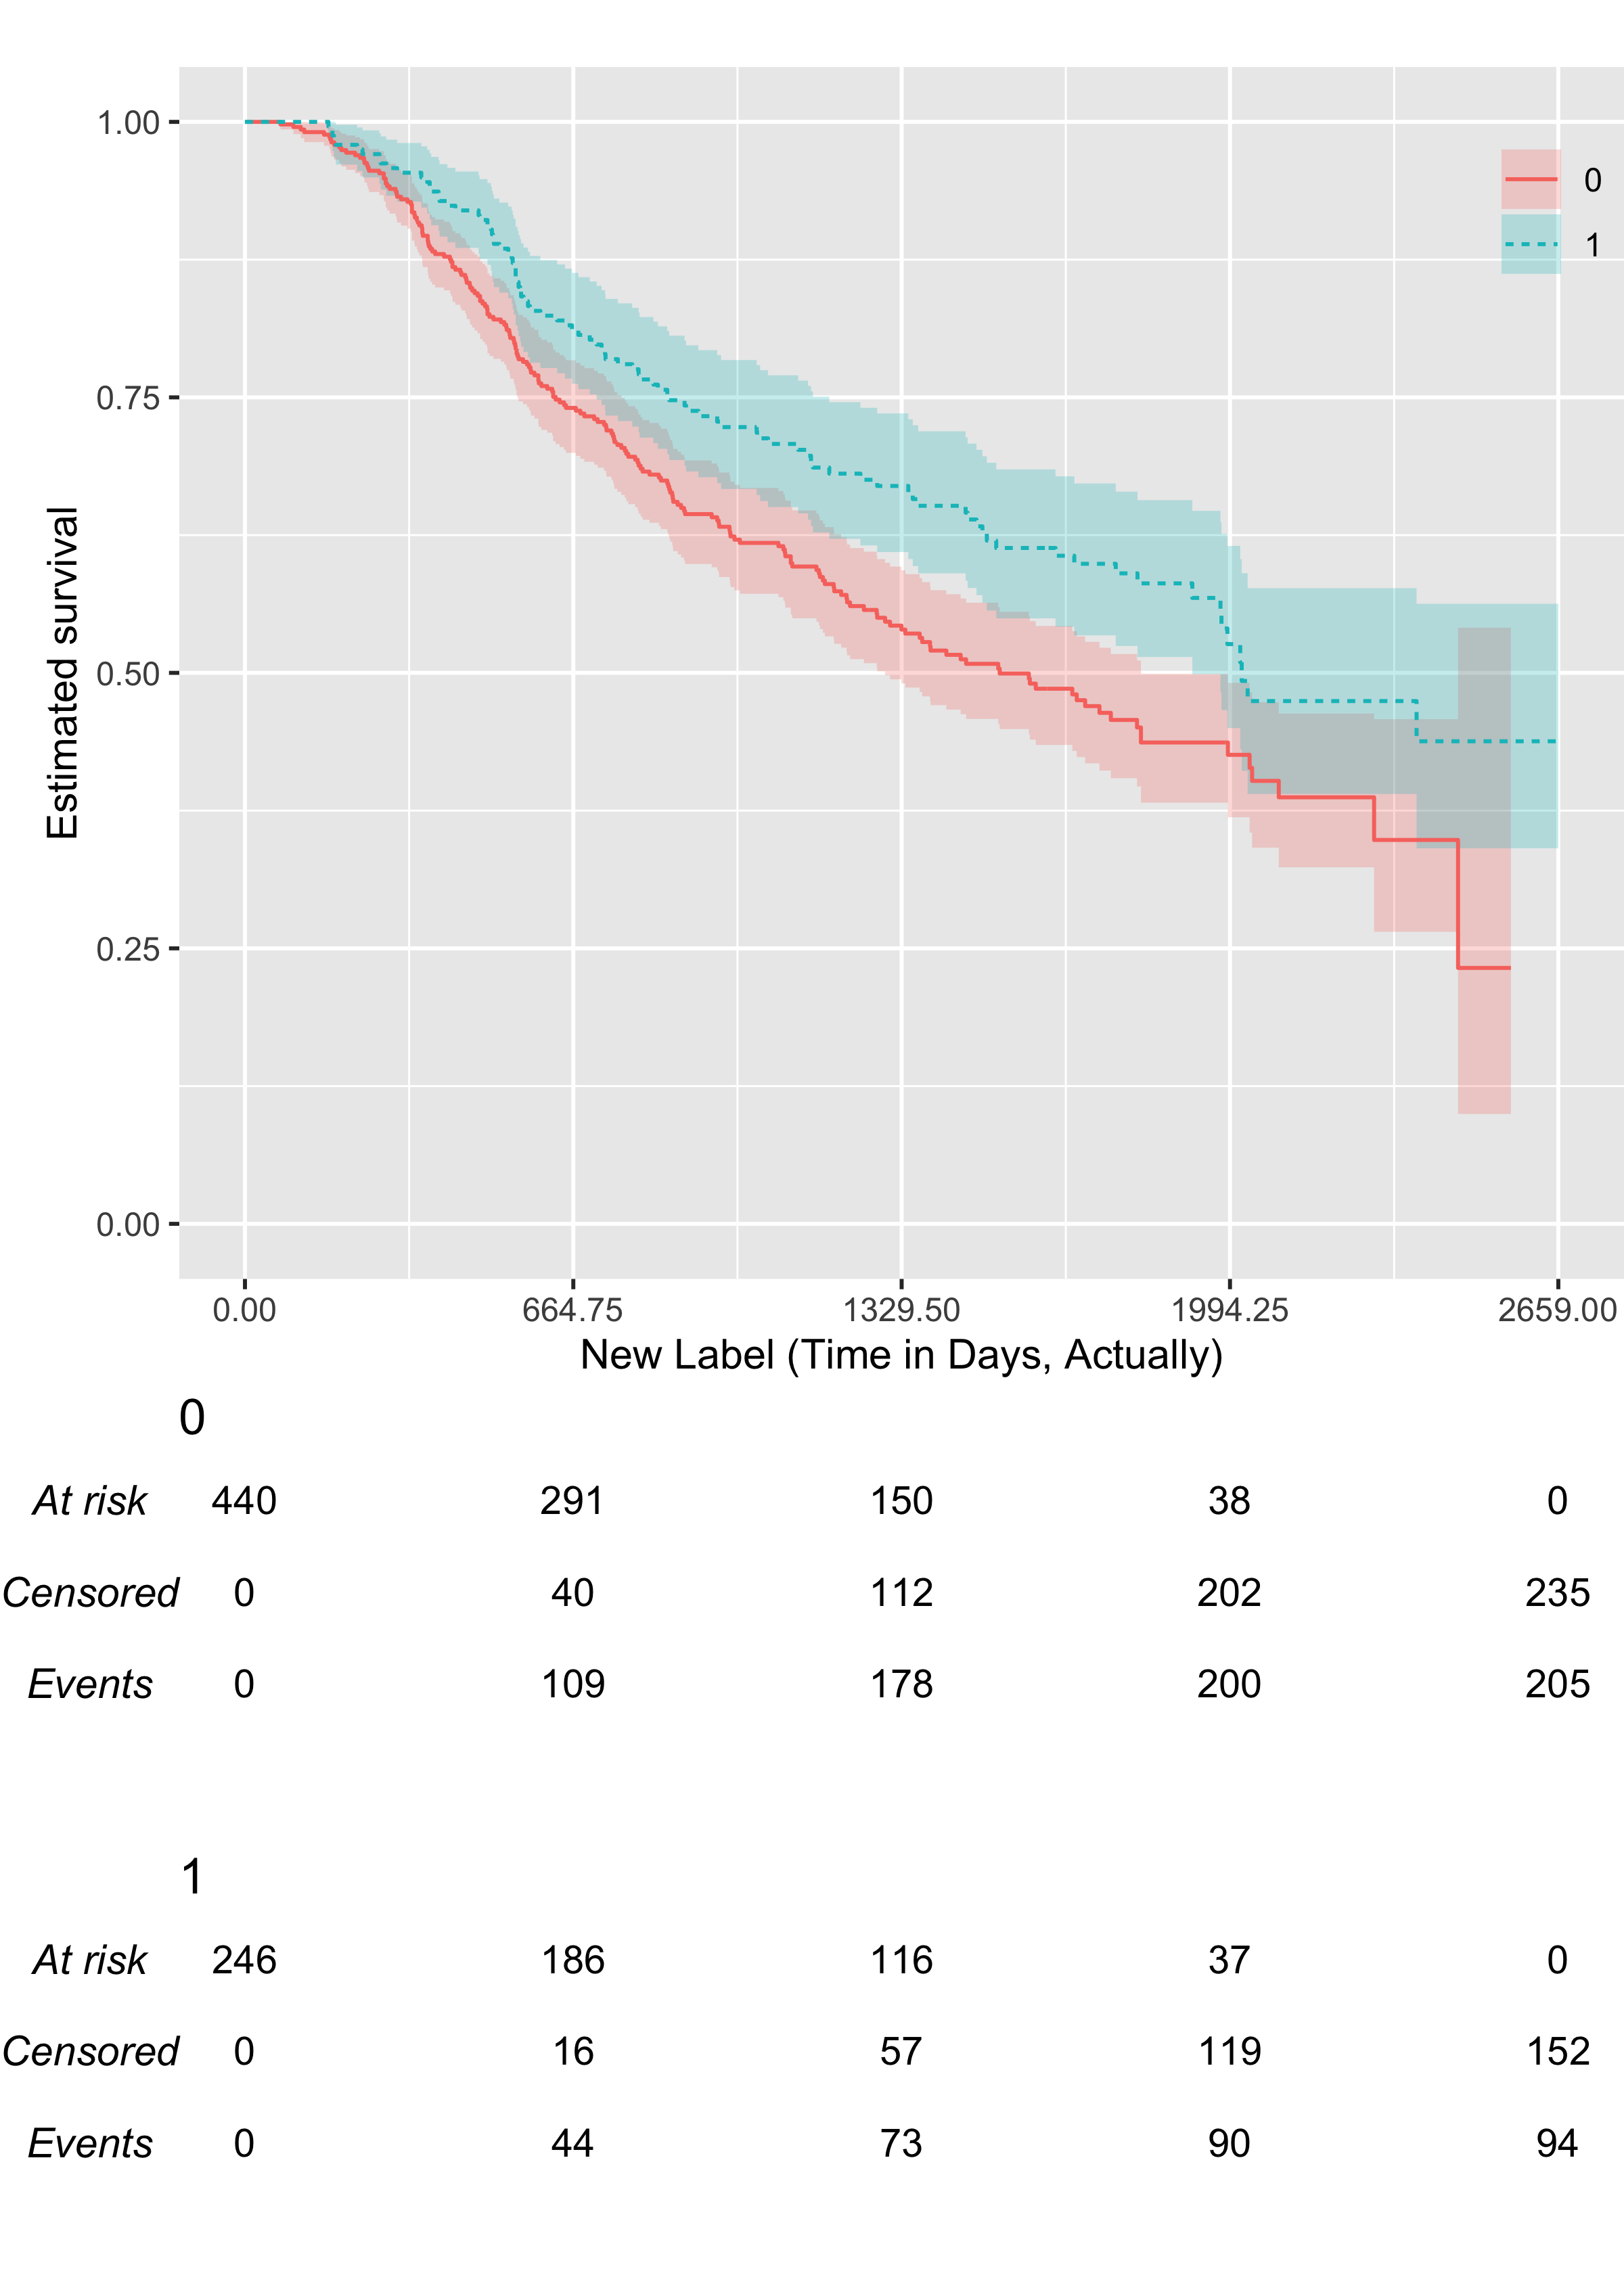 1.00
0.75
0.50
0.25
0.00
Estimated survival
0
1
0.00 664.75 1329.50 1994.25 2659.00
New Label (Time in Days, Actually)
0
At risk 440 291 150 38 0
Censored 0 40 112 202 235
Events 0 109 178 200 205
1
At risk 246 186 116 37 0
Censored 0 16 57 119 152
Events 0 44 73 90 94